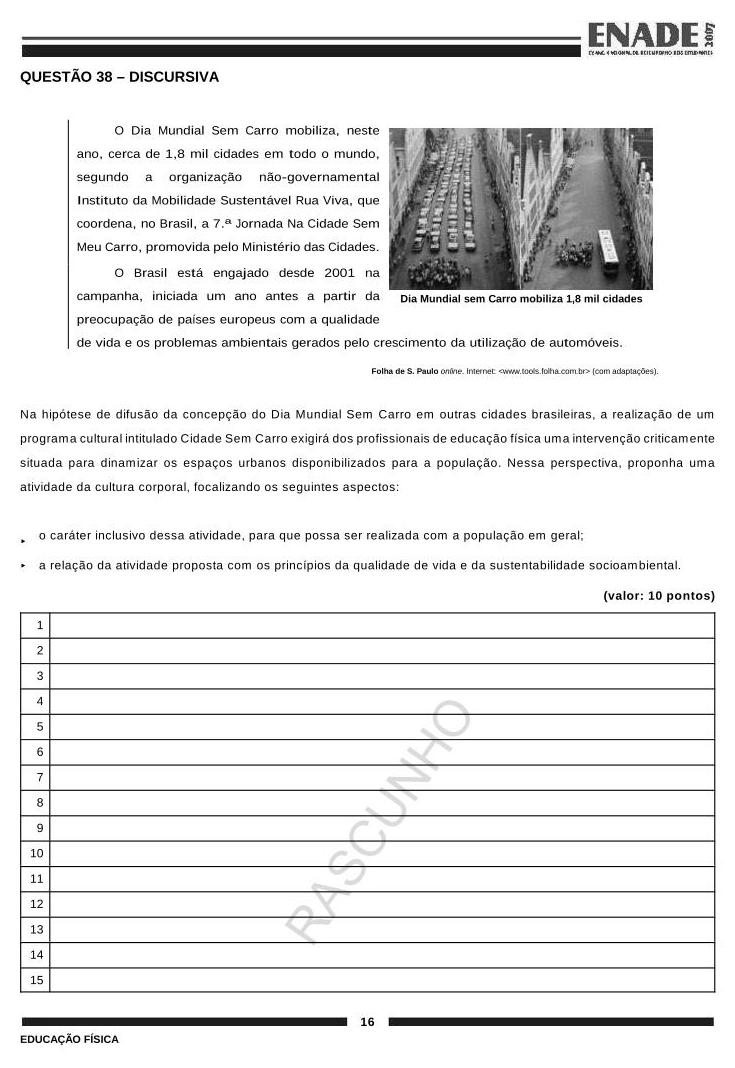 ENADE
2007
EXAME NACIONAL DE DESEMPENHO DOS ESTUDANTES
QUESTÃO 38 – DISCURSIVA
O Dia Mundial Sem Carro mobiliza, neste
ano, cerca de 1,8 mil cidades em todo o mundo,
segundo a organização não-governamental
Instituto da Mobilidade Sustentável Rua Viva, que
coordena, no Brasil, a 7.ª Jornada Na Cidade Sem
Meu Carro, promovida pelo Ministério das Cidades.
O Brasil está engajado desde 2001 na
campanha, iniciada um ano antes a partir da
preocupação de países europeus com a qualidade
de vida e os problemas ambientais gerados pelo crescimento da utilização de automóveis.
Dia Mundial sem Carro mobiliza 1,8 mil cidades
Folha de S. Paulo online. Internet: <www.tools.folha.com.br> (com adaptações).
Na hipótese de difusão da concepção do Dia Mundial Sem Carro em outras cidades brasileiras, a realização de um
programa cultural intitulado Cidade Sem Carro exigirá dos profissionais de educação física uma intervenção criticamente
situada para dinamizar os espaços urbanos disponibilizados para a população. Nessa perspectiva, proponha uma
atividade da cultura corporal, focalizando os seguintes aspectos:
► o caráter inclusivo dessa atividade, para que possa ser realizada com a população em geral;
► a relação da atividade proposta com os princípios da qualidade de vida e da sustentabilidade socioambiental.
(valor: 10 pontos)
1
2
3
4
5
6
7
8
9
10
11
12
13
14
15
RASCUNHO
16
EDUCAÇÃO FÍSICA